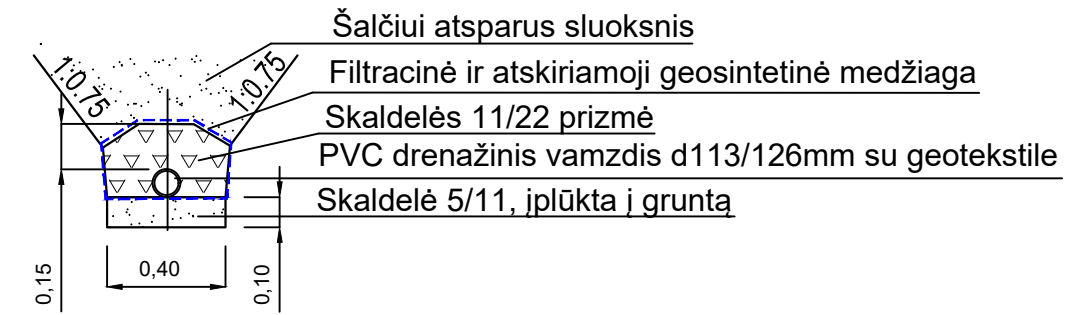 Šalčiui atsparus sluoksnis
1:0.75
1:0.75
Filtracinė ir atskiriamoji geosintetinė medžiaga
Skaldelės 11/22 prizmė
PVC drenažinis vamzdis d113/126mm su geotekstile
Skaldelė 5/11, įplūkta į gruntą
0,15
0,40
0,10